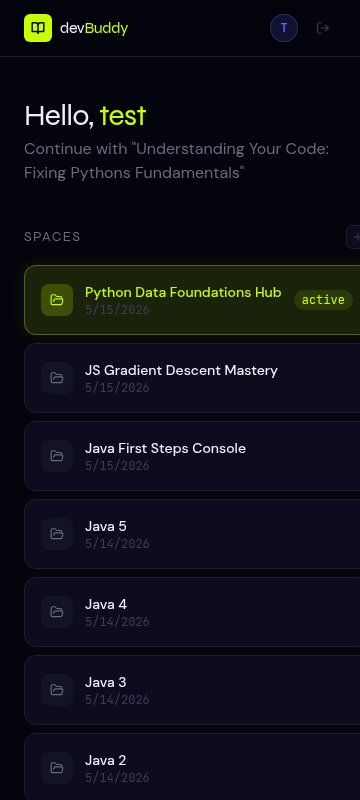 devBuddy
T
Hello, test
Continue with "Understanding Your Code:
Fixing Pythons Fundamentals"
SPACES
Python Data Foundations Hub
active
5/15/2026
JS Gradient Descent Mastery
5/15/2026
Java First Steps Console
5/15/2026
Java 5
5/14/2026
Java 4
5/14/2026
Java 3
5/14/2026
Java 2
5/14/2026